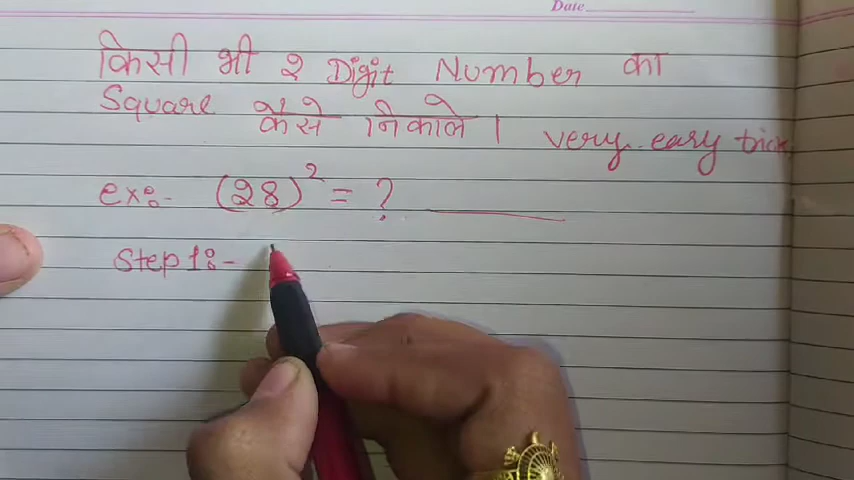 Date
किसी भी 2 Digit Number का
Square कैसे निकाले । very easy trick
ex:- (28)² = ?
Step 1:-